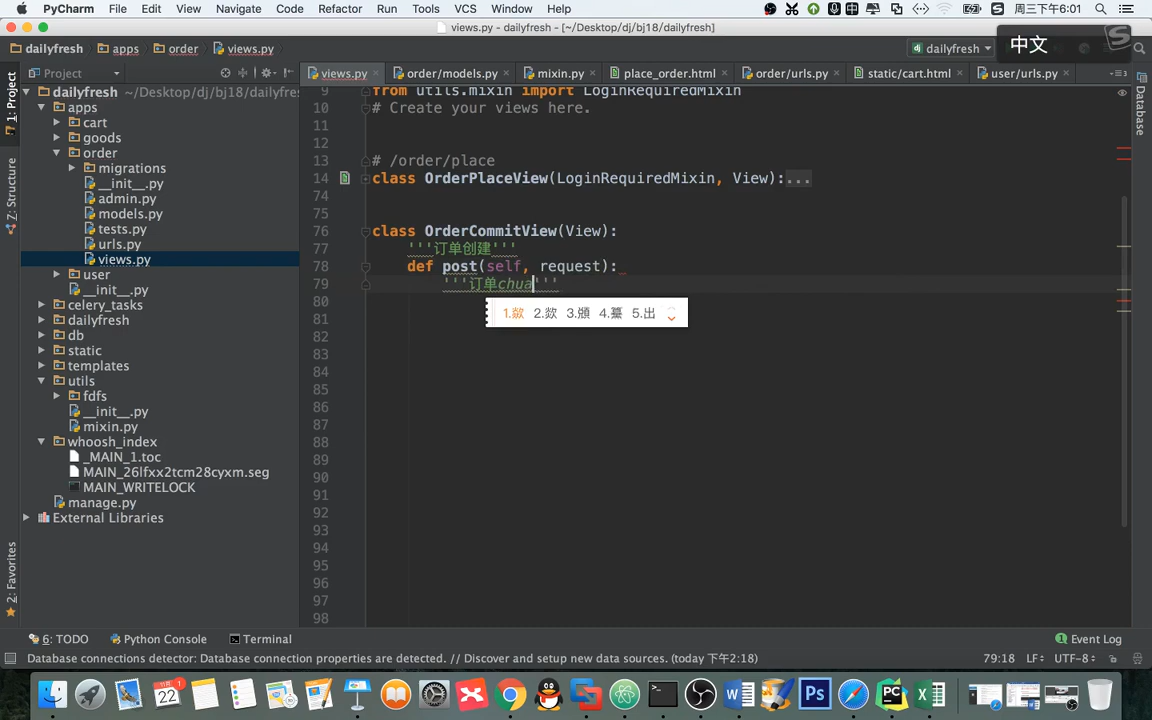 PyCharm File Edit View Navigate Code Refactor Run Tools VCS Window Help 周三下午6:01
views.py - dailyfresh - [~/Desktop/dj/bj18/dailyfresh]
dailyfresh apps order views.py dailyfresh 中文
Project views.py order/models.py mixin.py place_order.html order/urls.py static/cart.html user/urls.py
1: Project
Z: Structure
2: Favorites
Database
dailyfresh ~/Desktop/dj/bj18/dailyfres
apps
cart
goods
order
migrations
__init__.py
admin.py
models.py
tests.py
urls.py
views.py
user
__init__.py
celery_tasks
dailyfresh
db
static
templates
utils
fdfs
__init__.py
mixin.py
whoosh_index
_MAIN_1.toc
MAIN_26lfxx2tcm28cyxm.seg
MAIN_WRITELOCK
manage.py
External Libraries
9 from utils.mixin import LoginRequiredMixin
10 # Create your views here.
11
12
13 # /order/place
14 class OrderPlaceView(LoginRequiredMixin, View):...
74
75
76 class OrderCommitView(View):
77 '''订单创建'''
78 def post(self, request):
79 '''订单chua'''
80
81
82
83
84
85
86
87
88
89
90
91
92
93
94
95
96
97
98
5.出
6: TODO Python Console Terminal 1 Event Log
Database connections detector: Database connection properties are detected. // Discover and setup new data sources. (today 下午2:18) 79:18 LF UTF-8